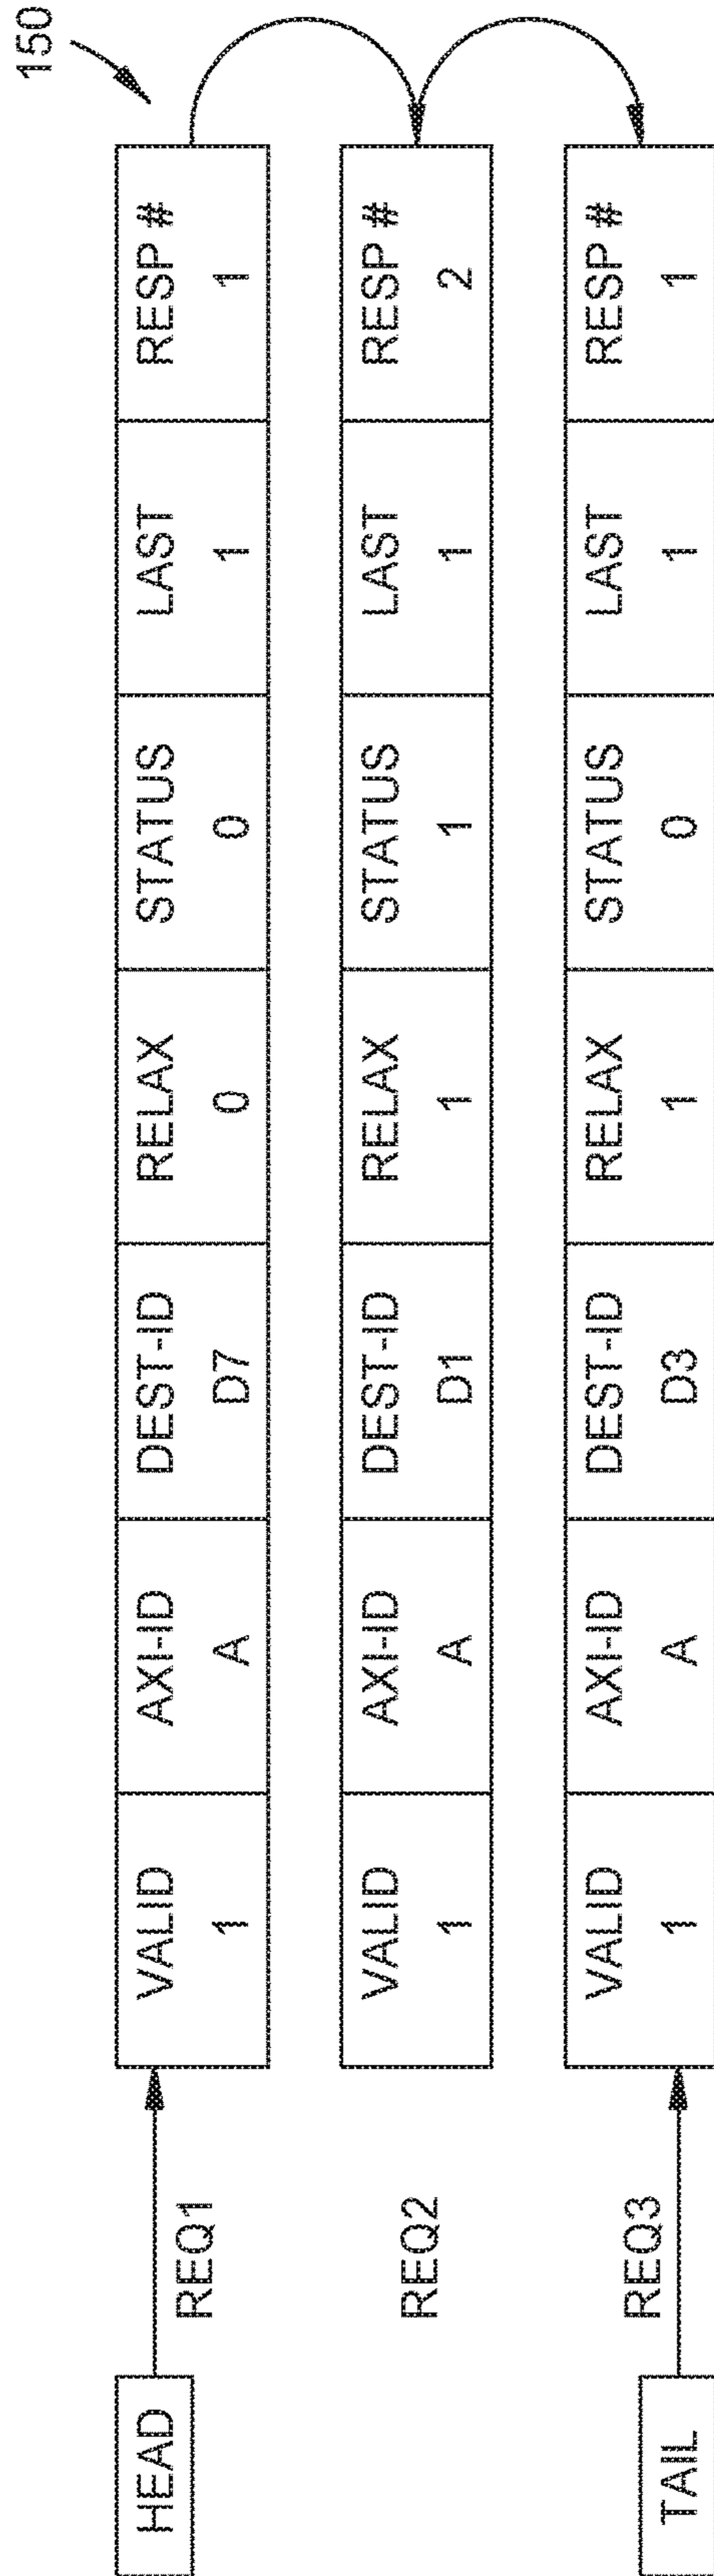 150
HEAD
REQ1
VALID AXI-ID DEST-ID RELAX STATUS LAST RESP #
1 A D7 0 0 1 1
REQ2
VALID AXI-ID DEST-ID RELAX STATUS LAST RESP #
1 A D1 1 1 1 2
TAIL
REQ3
VALID AXI-ID DEST-ID RELAX STATUS LAST RESP #
1 A D3 1 0 1 1